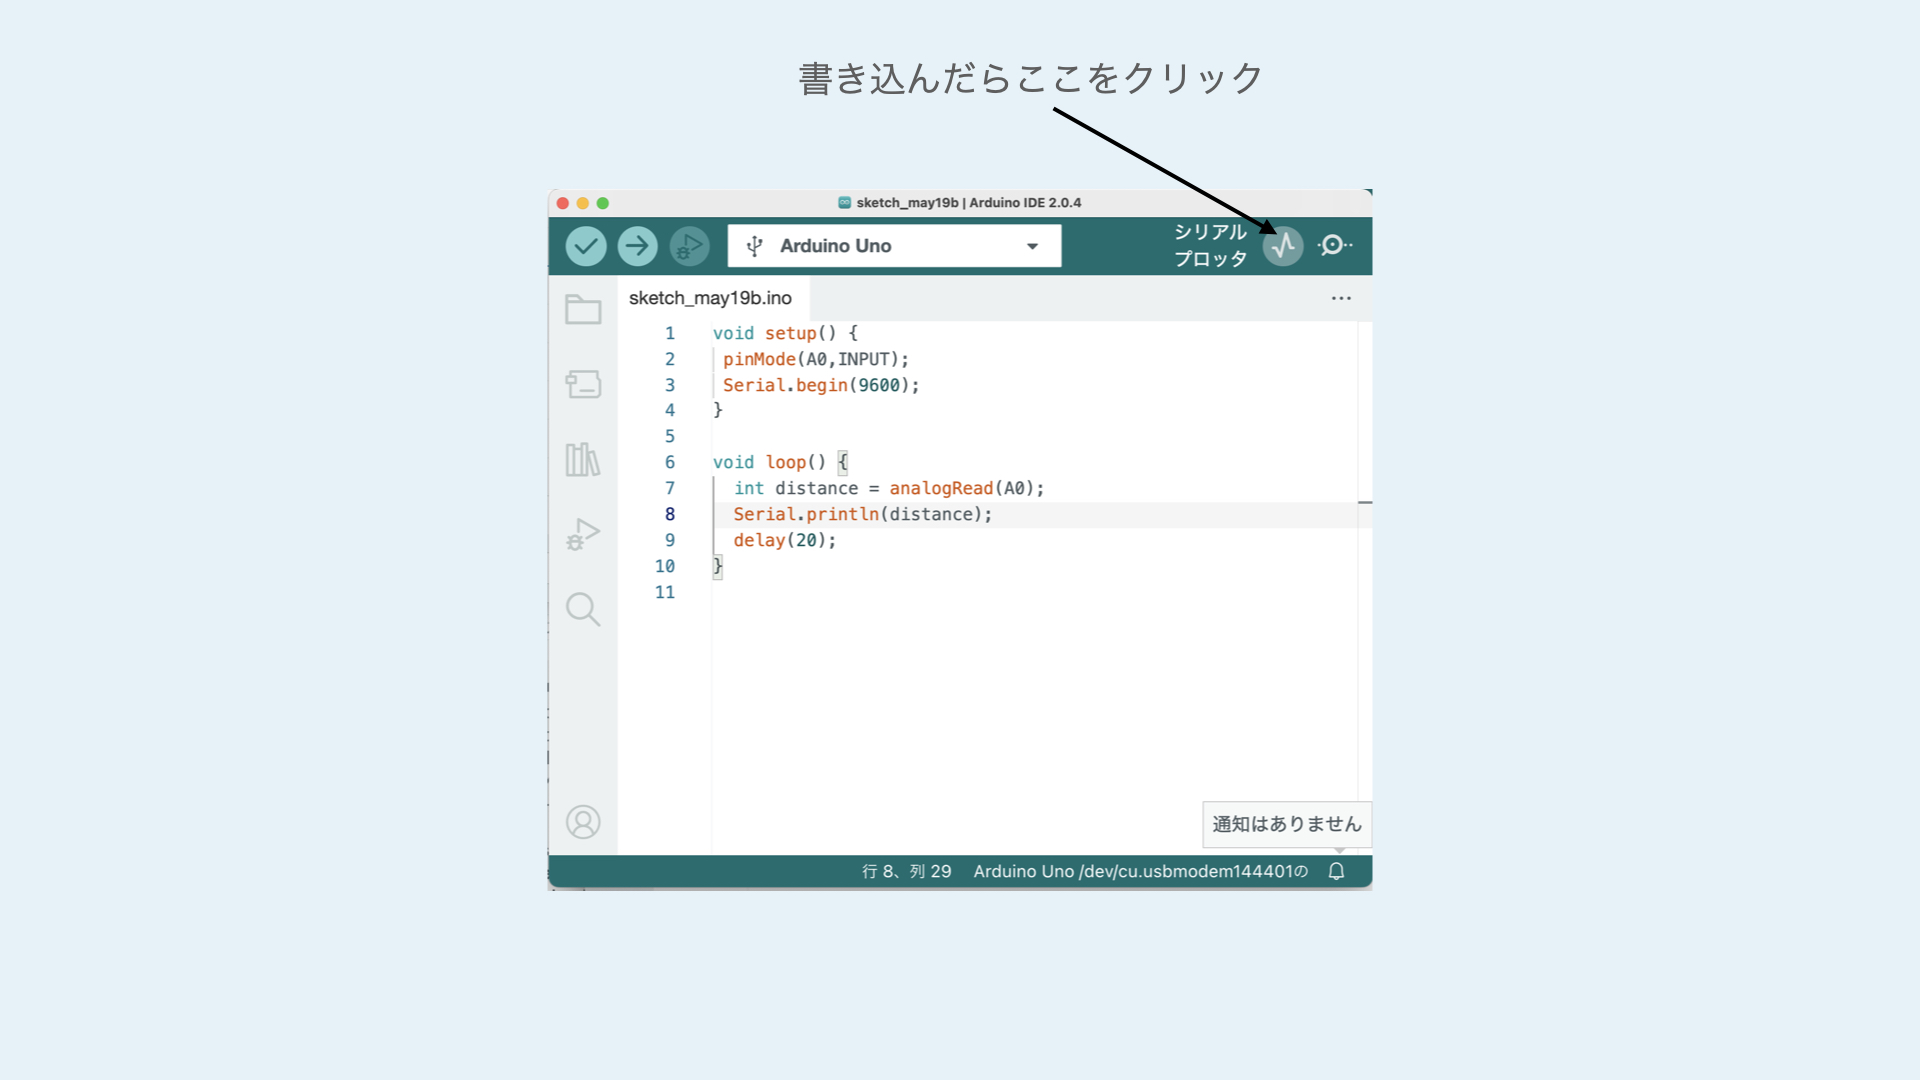 書き込んだらここをクリック
sketch_may19b | Arduino IDE 2.0.4
Arduino Uno
シリアル
プロッタ
sketch_may19b.ino
1 void setup() {
2 pinMode(A0,INPUT);
3 Serial.begin(9600);
4 }
5
6 void loop() {
7 int distance = analogRead(A0);
8 Serial.println(distance);
9 delay(20);
10 }
11
通知はありません
行 8、列 29 Arduino Uno /dev/cu.usbmodem144401の